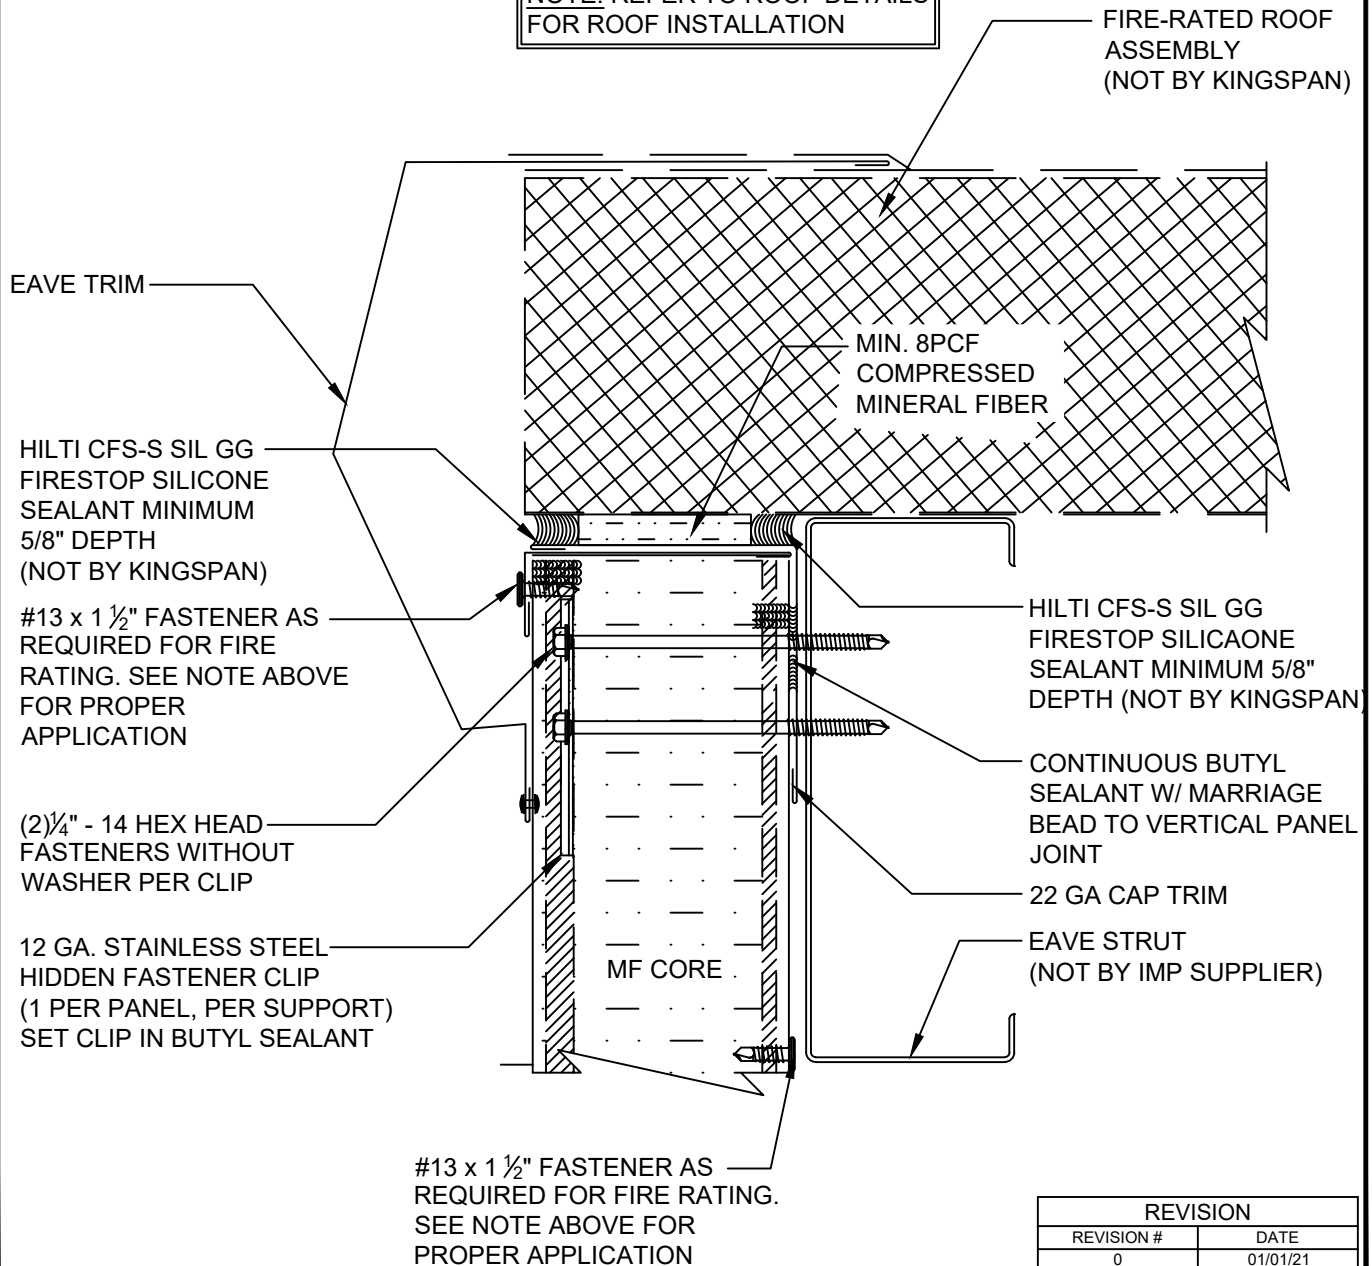 NOTE: REFER TO ROOF DETAILS
FOR ROOF INSTALLATION
FIRE-RATED ROOF
ASSEMBLY
(NOT BY KINGSPAN)
EAVE TRIM
MIN. 8PCF
COMPRESSED
MINERAL FIBER
HILTI CFS-S SIL GG
FIRESTOP SILICONE
SEALANT MINIMUM
5/8" DEPTH
(NOT BY KINGSPAN)
#13 x 1 ½" FASTENER AS
REQUIRED FOR FIRE
RATING. SEE NOTE ABOVE
FOR PROPER
APPLICATION
(2)¼" - 14 HEX HEAD
FASTENERS WITHOUT
WASHER PER CLIP
12 GA. STAINLESS STEEL
HIDDEN FASTENER CLIP
(1 PER PANEL, PER SUPPORT)
SET CLIP IN BUTYL SEALANT
HILTI CFS-S SIL GG
FIRESTOP SILICAONE
SEALANT MINIMUM 5/8"
DEPTH (NOT BY KINGSPAN)
CONTINUOUS BUTYL
SEALANT W/ MARRIAGE
BEAD TO VERTICAL PANEL
JOINT
22 GA CAP TRIM
EAVE STRUT
(NOT BY IMP SUPPLIER)
MF CORE
#13 x 1 ½" FASTENER AS
REQUIRED FOR FIRE RATING.
SEE NOTE ABOVE FOR
PROPER APPLICATION
REVISION
REVISION # DATE
0 01/01/21